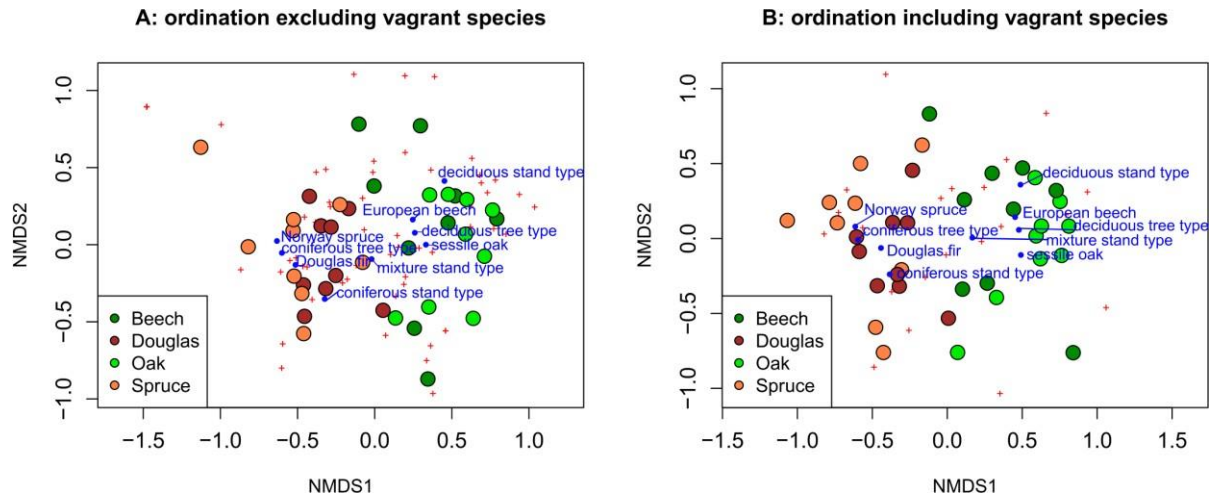 A: ordination excluding vagrant species
1.0
0.5
0.0
−0.5
−1.0
NMDS2
deciduous stand type
European beech
deciduous tree type
Norway spruce
sessile oak
coniferous tree type
Douglas.fir
mixture stand type
coniferous stand type
Beech
Douglas
Oak
Spruce
−1.5 −1.0 −0.5 0.0 0.5 1.0
NMDS1
B: ordination including vagrant species
1.0
0.5
0.0
−0.5
−1.0
NMDS2
deciduous stand type
Norway spruce
European beech
coniferous tree type
deciduous tree type
mixture stand type
Douglas.fir
sessile oak
coniferous stand type
Beech
Douglas
Oak
Spruce
−1.5 −1.0 −0.5 0.0 0.5 1.0 1.5
NMDS1